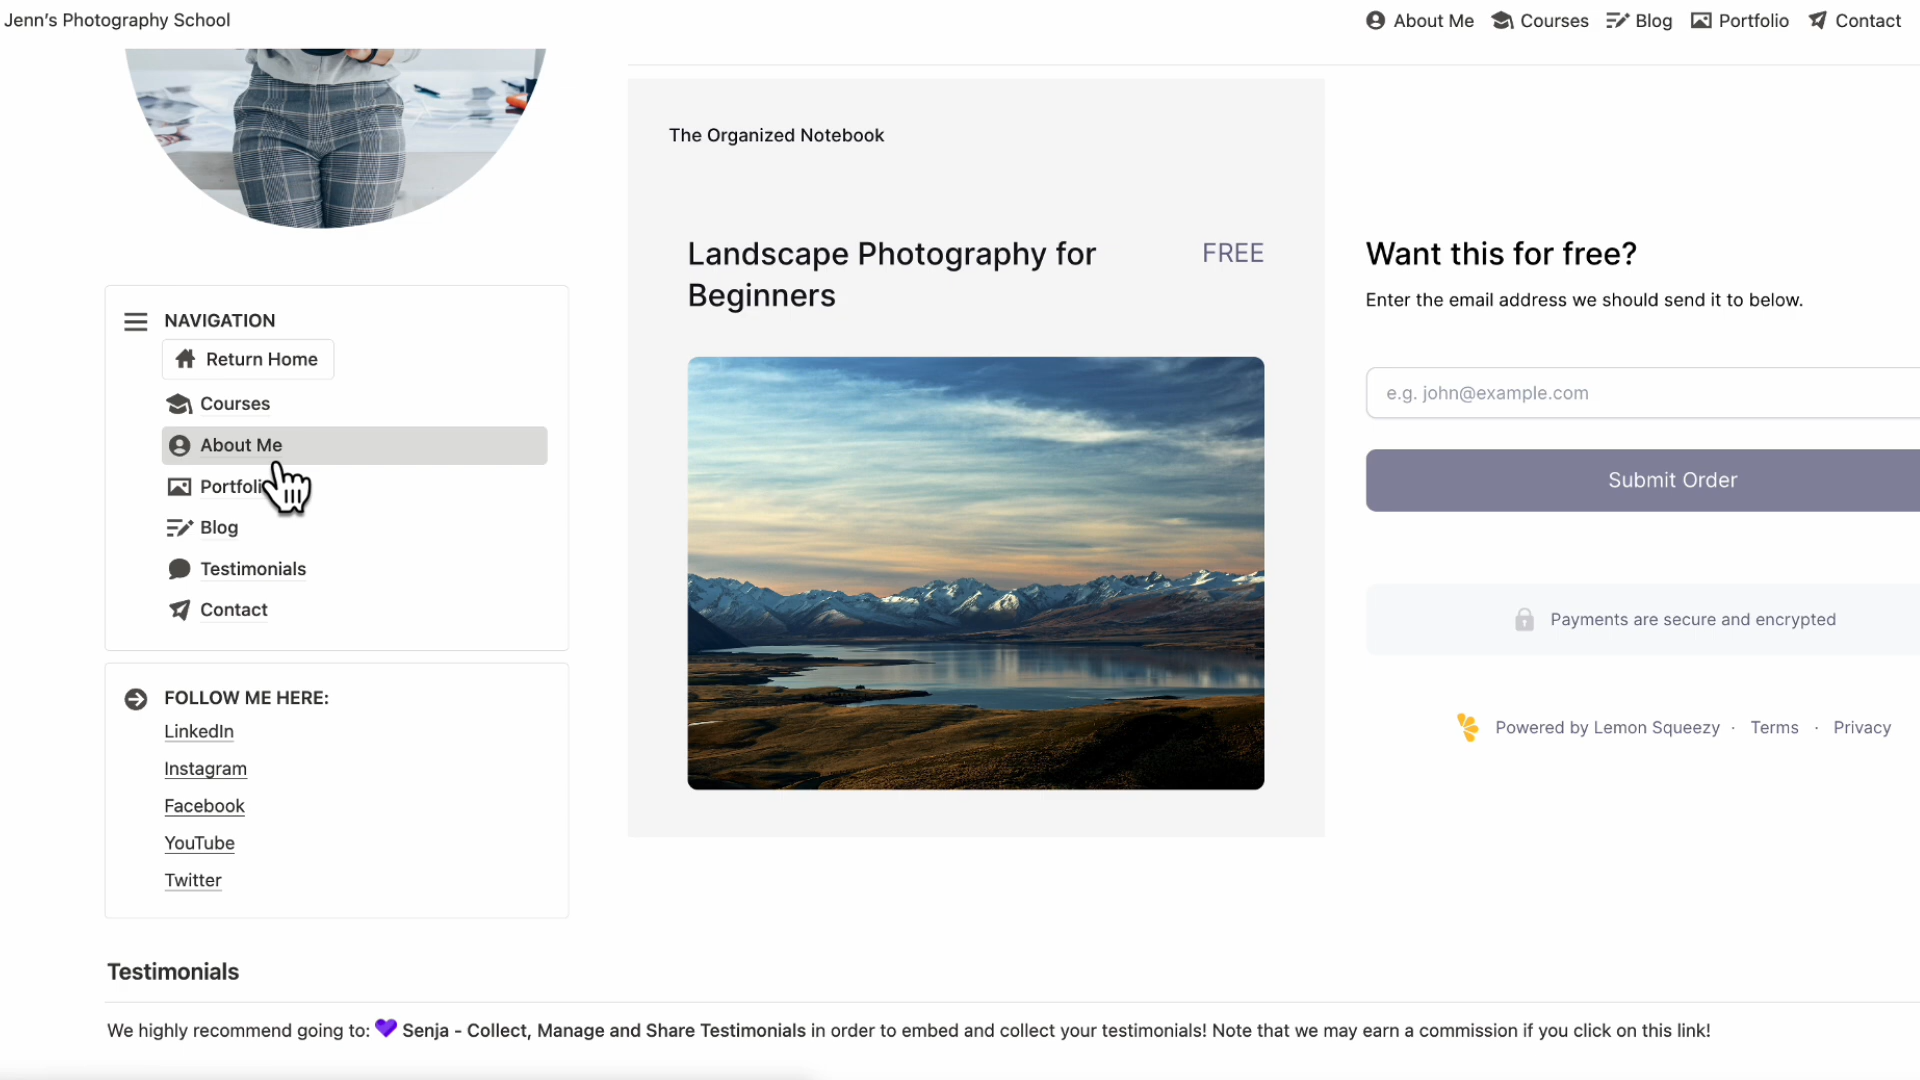 Jenn's Photography School
About Me
Courses
Blog
Portfolio
Contact
NAVIGATION
Return Home
Courses
About Me
Portfoli
Blog
Testimonials
Contact
FOLLOW ME HERE:
LinkedIn
Instagram
Facebook
YouTube
Twitter
The Organized Notebook
Landscape Photography for
Beginners
FREE
Want this for free?
Enter the email address we should send it to below.
e.g. john@example.com
Submit Order
Payments are secure and encrypted
Powered by Lemon Squeezy · Terms · Privacy
Testimonials
We highly recommend going to: 💜 Senja - Collect, Manage and Share Testimonials in order to embed and collect your testimonials! Note that we may earn a commission if you click on this link!